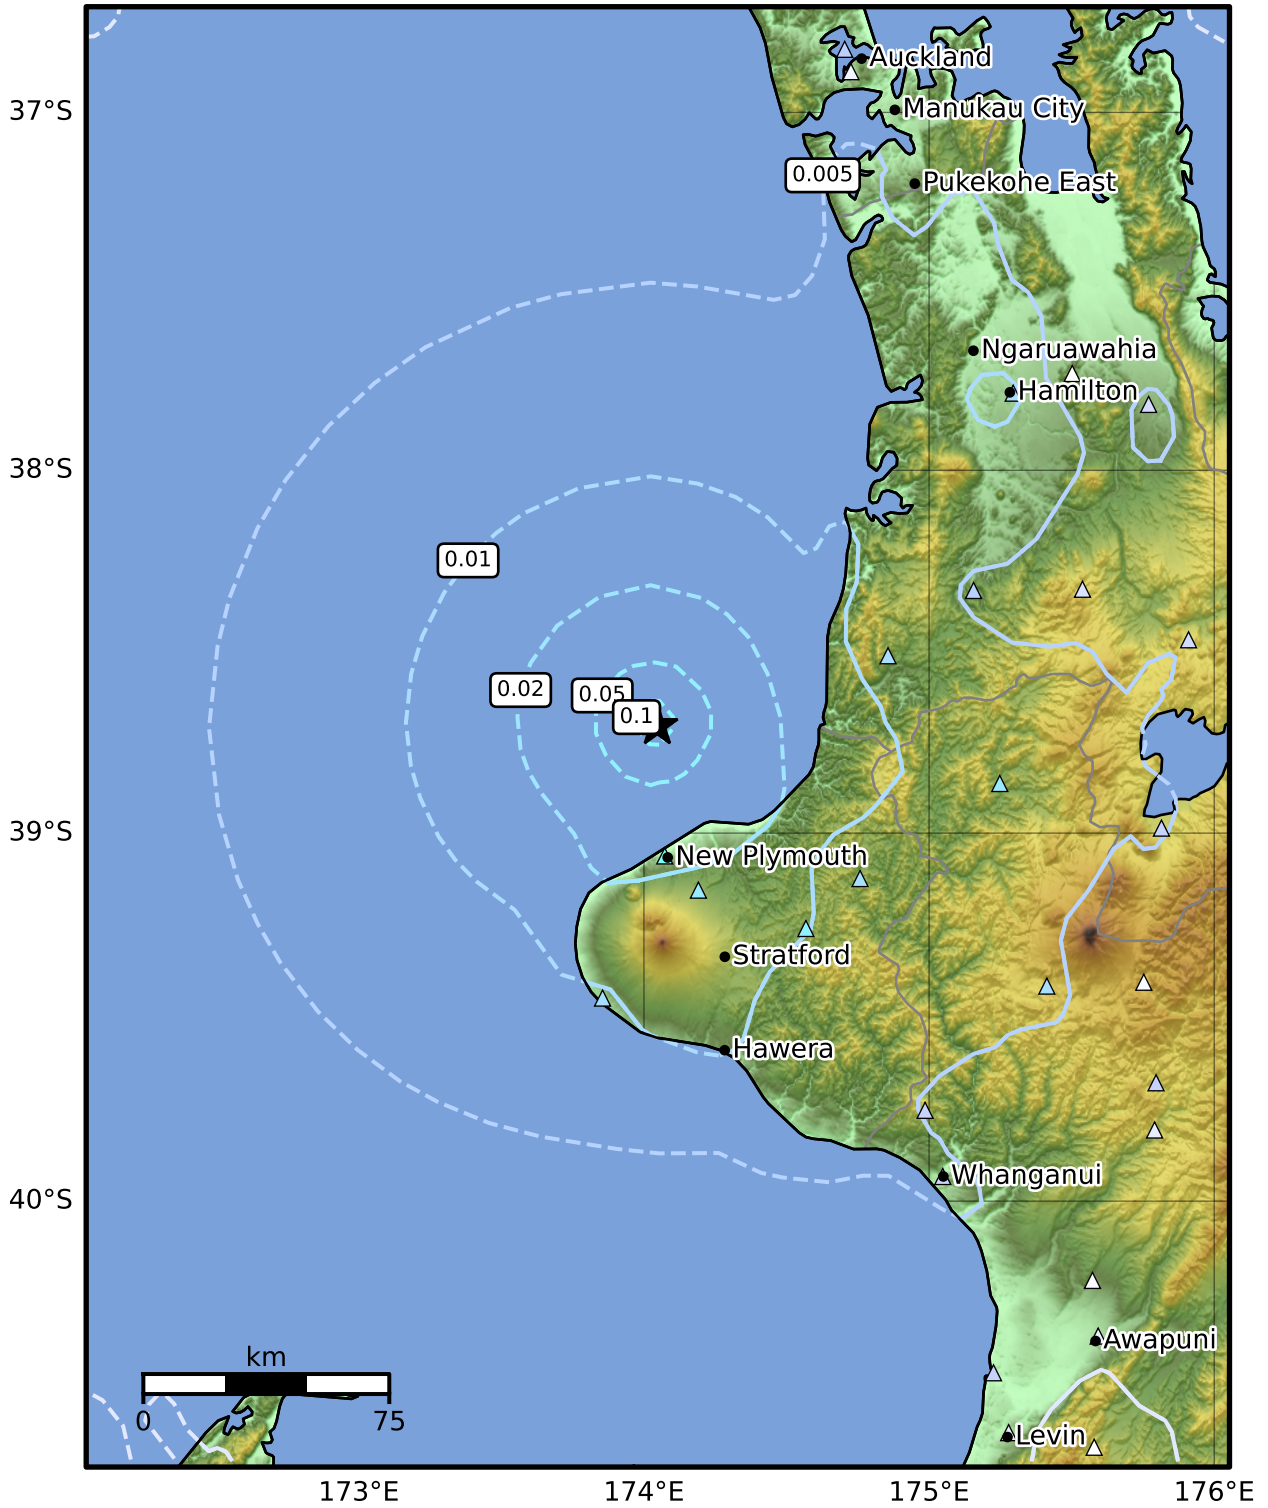 Auckland
37°S
Manukau City
0.005
Pukekohe East
Ngaruawahia
Hamilton
38°S
0.01
0.02
0.05
0.1
39°S
New Plymouth
Stratford
Hawera
Whanganui
40°S
Awapuni
km
0
75
Levin
173°E
174°E
175°E
176°E